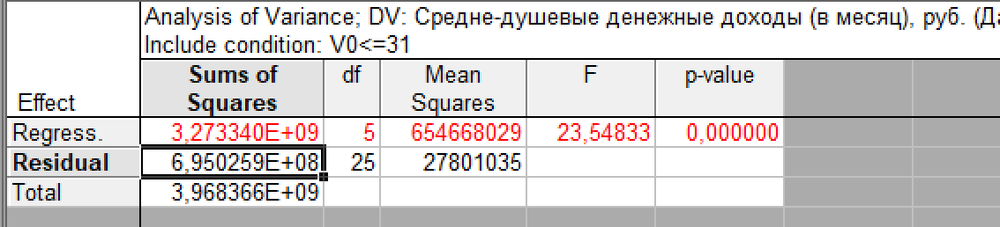 Analysis of Variance; DV: Средне-душевые денежные доходы (в месяц), руб. (Да
Include condition: V0<=31
Effect Sums of Squares df Mean Squares F p-value
Regress. 3,273340E+09 5 654668029 23,54833 0,000000
Residual 6,950259E+08 25 27801035
Total 3,968366E+09